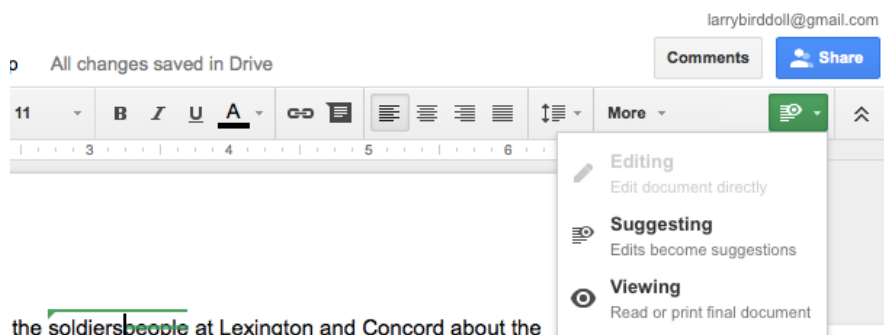 larrybirddoll@gmail.com
p All changes saved in Drive Comments Share
11 B I U A More
3 4 5 6
Editing
Edit document directly
Suggesting
Edits become suggestions
Viewing
Read or print final document
the soldiersbeople at Lexington and Concord about the